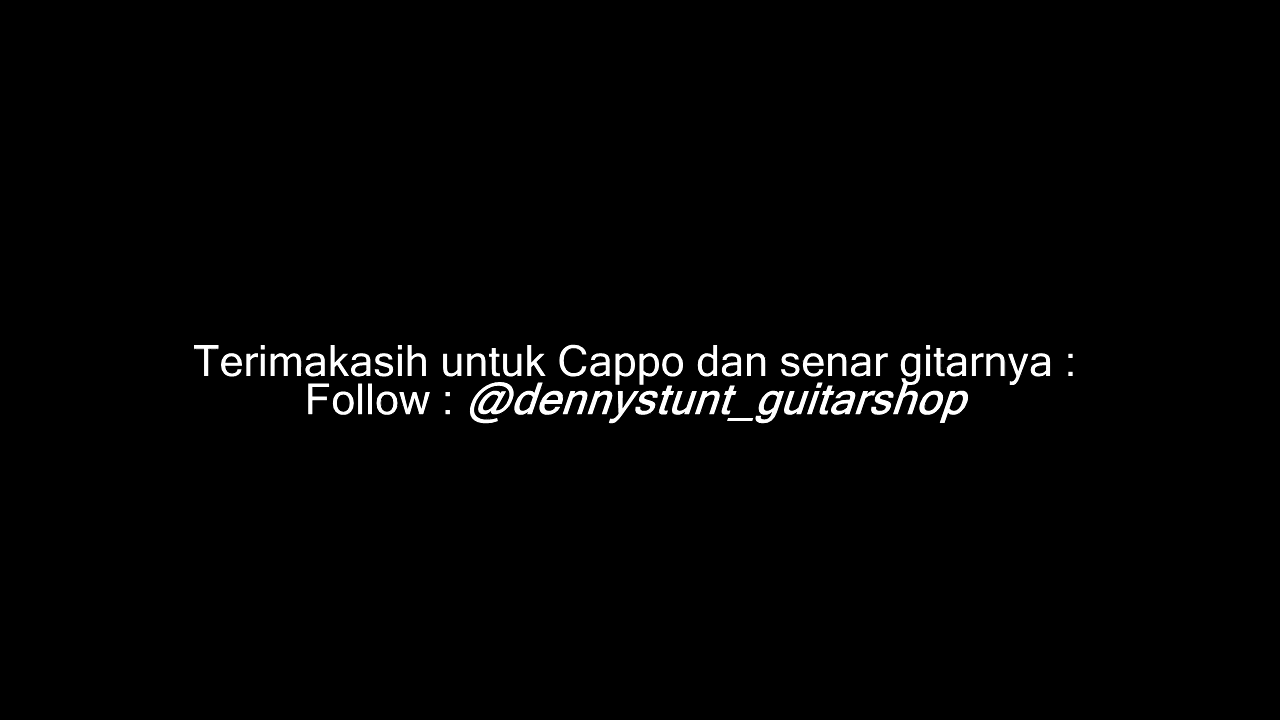 Terimakasih untuk Cappo dan senar gitarnya :
Follow : @dennystunt_guitarshop